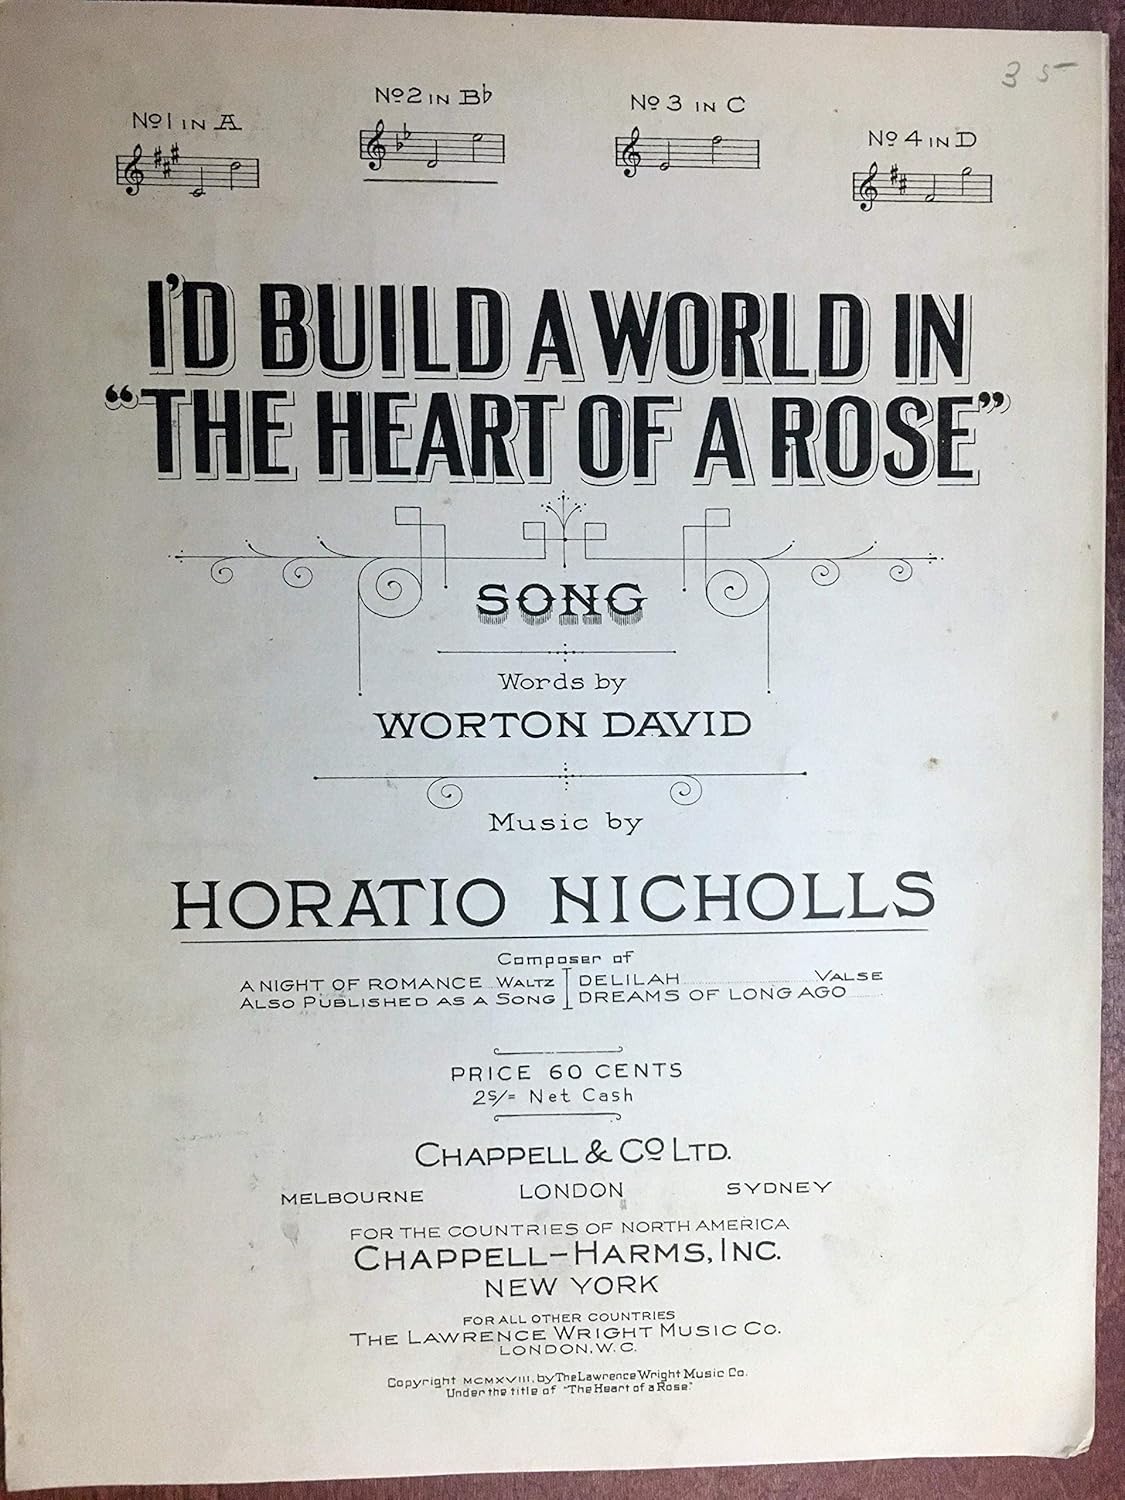 35-
No 1 IN A
No 2 IN B♭
No 3 IN C
No 4 IN D
I'D BUILD A WORLD IN
"THE HEART OF A ROSE"
SONG
Words by
WORTON DAVID
Music by
HORATIO NICHOLLS
Composer of
A NIGHT OF ROMANCE WALTZ
ALSO PUBLISHED AS A SONG
DELILAH VALSE
DREAMS OF LONG AGO
PRICE 60 CENTS
2S/= Net Cash
CHAPPELL & CO LTD.
MELBOURNE LONDON SYDNEY
FOR THE COUNTRIES OF NORTH AMERICA
CHAPPELL-HARMS, INC.
NEW YORK
FOR ALL OTHER COUNTRIES
THE LAWRENCE WRIGHT MUSIC CO.
LONDON, W. C.
Copyright MCMXVIII, by The Lawrence Wright Music Co.
Under the title of "The Heart of a Rose."